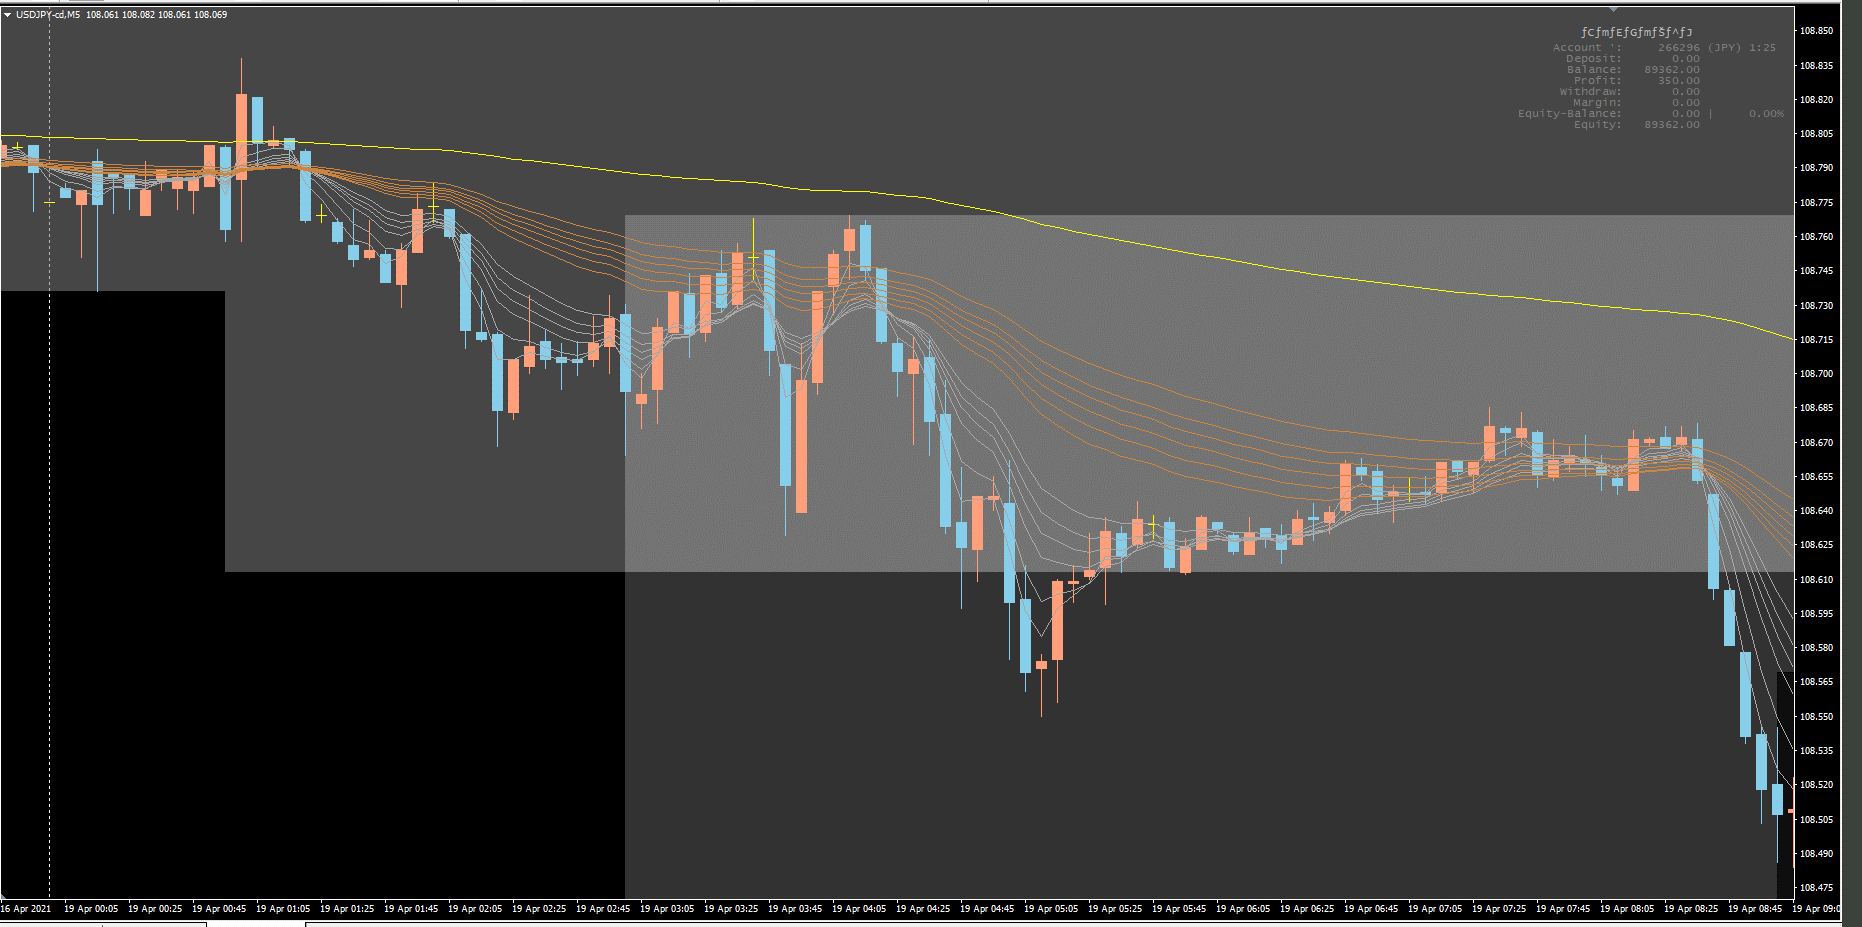 USDJPY-cd,M5 108.061 108.082 108.061 108.069
ƒCƒmƒEƒGƒmƒŠƒ^ƒJ
Account ': 266296 (JPY) 1:25
Deposit: 0.00
Balance: 89362.00
Profit: 350.00
Withdraw: 0.00
Margin: 0.00
Equity-Balance: 0.00 | 0.00%
Equity: 89362.00
108.850
108.835
108.820
108.805
108.790
108.775
108.760
108.745
108.730
108.715
108.700
108.685
108.670
108.655
108.640
108.625
108.610
108.595
108.580
108.565
108.550
108.535
108.520
108.505
108.490
108.475
16 Apr 2021 19 Apr 00:05 19 Apr 00:25 19 Apr 00:45 19 Apr 01:05 19 Apr 01:25 19 Apr 01:45 19 Apr 02:05 19 Apr 02:25 19 Apr 02:45 19 Apr 03:05 19 Apr 03:25 19 Apr 03:45 19 Apr 04:05 19 Apr 04:25 19 Apr 04:45 19 Apr 05:05 19 Apr 05:25 19 Apr 05:45 19 Apr 06:05 19 Apr 06:25 19 Apr 06:45 19 Apr 07:05 19 Apr 07:25 19 Apr 07:45 19 Apr 08:05 19 Apr 08:25 19 Apr 08:45 19 Apr 09:0